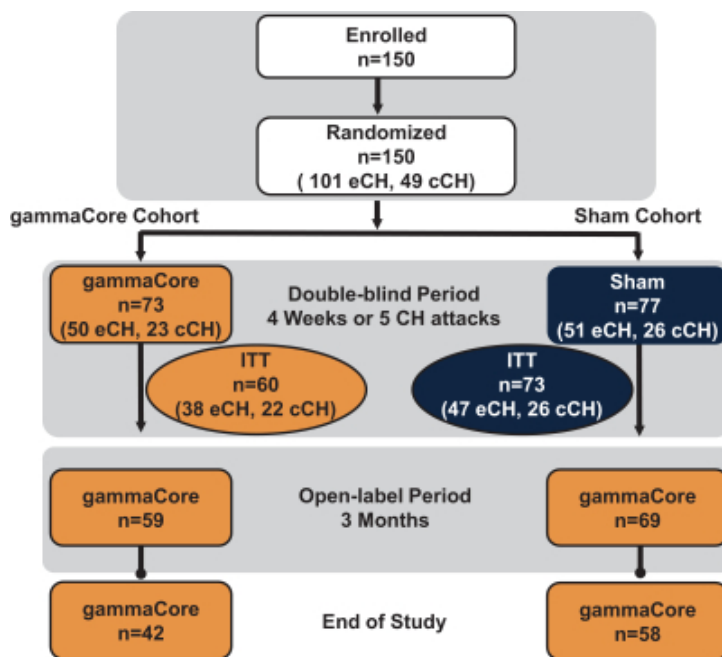 Enrolled
n=150
Randomized
n=150
( 101 eCH, 49 cCH)
gammaCore Cohort
Sham Cohort
gammaCore
n=73
(50 eCH, 23 cCH)
Double-blind Period
4 Weeks or 5 CH attacks
Sham
n=77
(51 eCH, 26 cCH)
ITT
n=60
(38 eCH, 22 cCH)
ITT
n=73
(47 eCH, 26 cCH)
gammaCore
n=59
Open-label Period
3 Months
gammaCore
n=69
gammaCore
n=42
End of Study
gammaCore
n=58